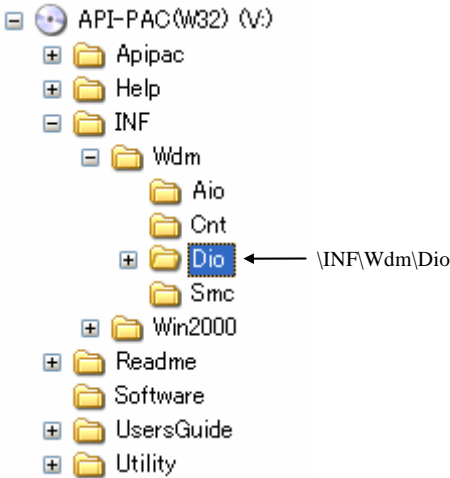 API-PAC(W32) (V:)
Apipac
Help
INF
Wdm
Aio
Cnt
Dio \INF\Wdm\Dio
Smc
Win2000
Readme
Software
UsersGuide
Utility